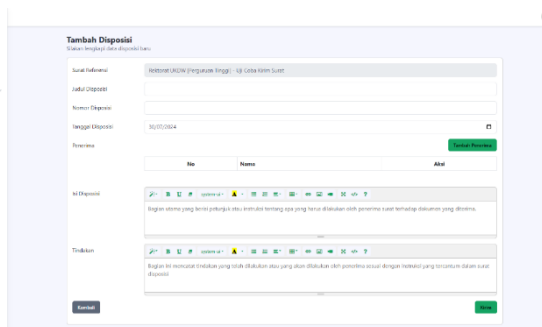 Tambah Disposisi
Silakan lengkapi data disposisi baru
Surat Referensi
Rektorat UKDW (Perguruan Tinggi) - Uji Coba Kirim Surat
Judul Disposisi
Nomor Disposisi
Tanggal Disposisi
30/07/2024
Penerima
Tambah Penerima
No Nama Aksi
Isi Disposisi
B U
A
Bagian utama yang berisi petunjuk atau instruksi tentang apa yang harus dilakukan oleh penerima surat terhadap dokumen yang diterima.
Tindakan
B U
A
Bagian ini mencatat tindakan yang telah dilakukan atau yang akan dilakukan oleh penerima sesuai dengan instruksi yang tercantum dalam surat
disposisi
Kembali